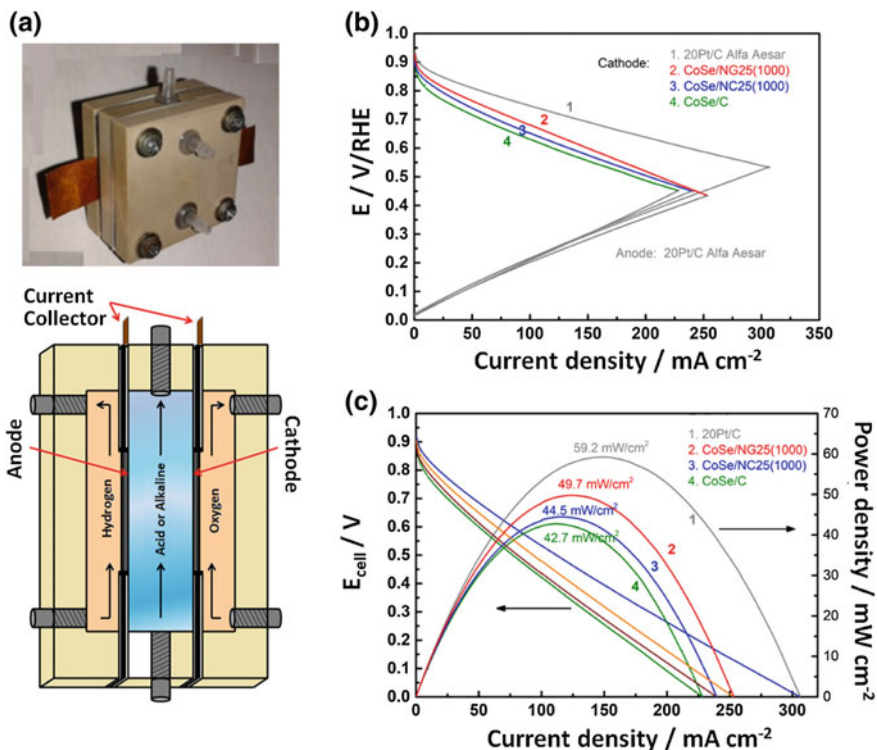 (a)
Current
Collector
Anode
Hydrogen
Acid or Alkaline
Oxygen
Cathode
(b)
E / V/RHE
1.0
0.9
0.8
0.7
0.6
0.5
0.4
0.3
0.2
0.1
0.0
Cathode:
1. 20Pt/C Alfa Aesar
2. CoSe/NG25(1000)
3. CoSe/NC25(1000)
4. CoSe/C
1
2
3
4
Anode: 20Pt/C Alfa Aesar
0 50 100 150 200 250 300 350
Current density / mA cm-2
(c)
Ecell / V
1.0
0.9
0.8
0.7
0.6
0.5
0.4
0.3
0.2
0.1
0.0
59.2 mW/cm2
49.7 mW/cm2
44.5 mW/cm2
42.7 mW/cm2
1. 20Pt/C
2. CoSe/NG25(1000)
3. CoSe/NC25(1000)
4. CoSe/C
1
2
3
4
70
60
50
40
30
20
10
0
Power density / mW cm-2
0 50 100 150 200 250 300
Current density / mA cm-2